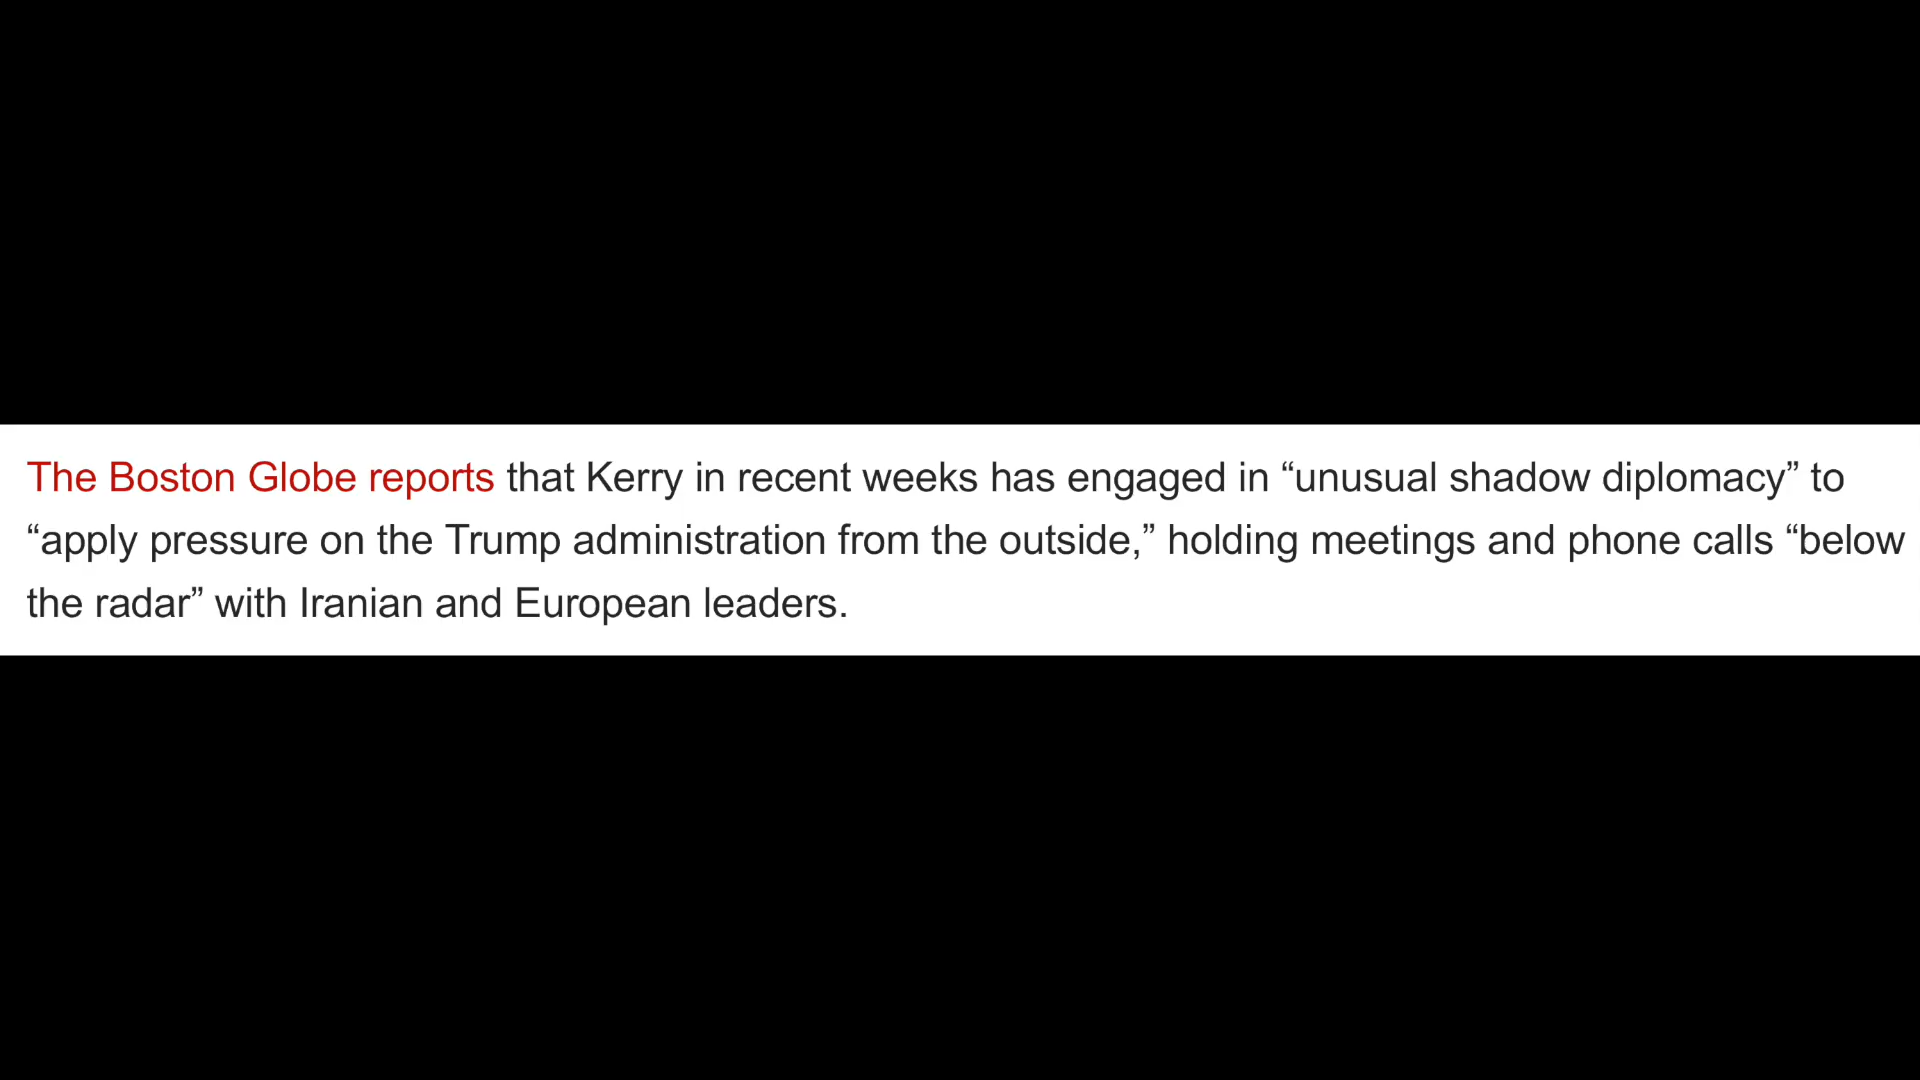 The Boston Globe reports that Kerry in recent weeks has engaged in “unusual shadow diplomacy” to
“apply pressure on the Trump administration from the outside,” holding meetings and phone calls “below
the radar” with Iranian and European leaders.